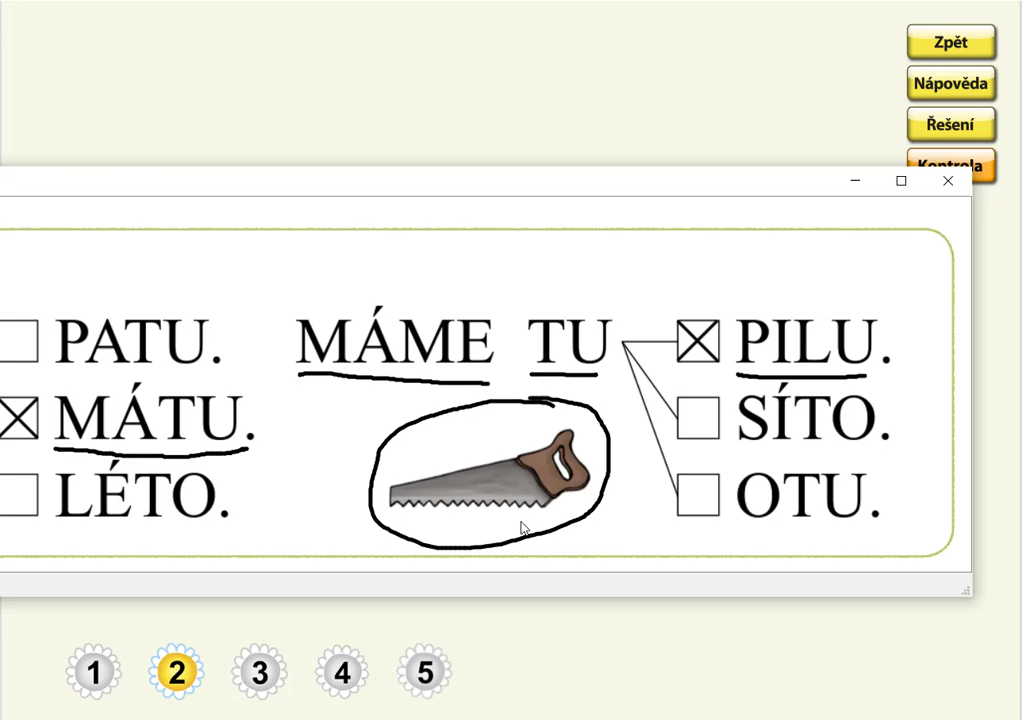 Zpět
Nápověda
Řešení
Kontrola
PATU. MÁME TU PILU.
MÁTU. SÍTO.
LÉTO. OTU.
1 2 3 4 5